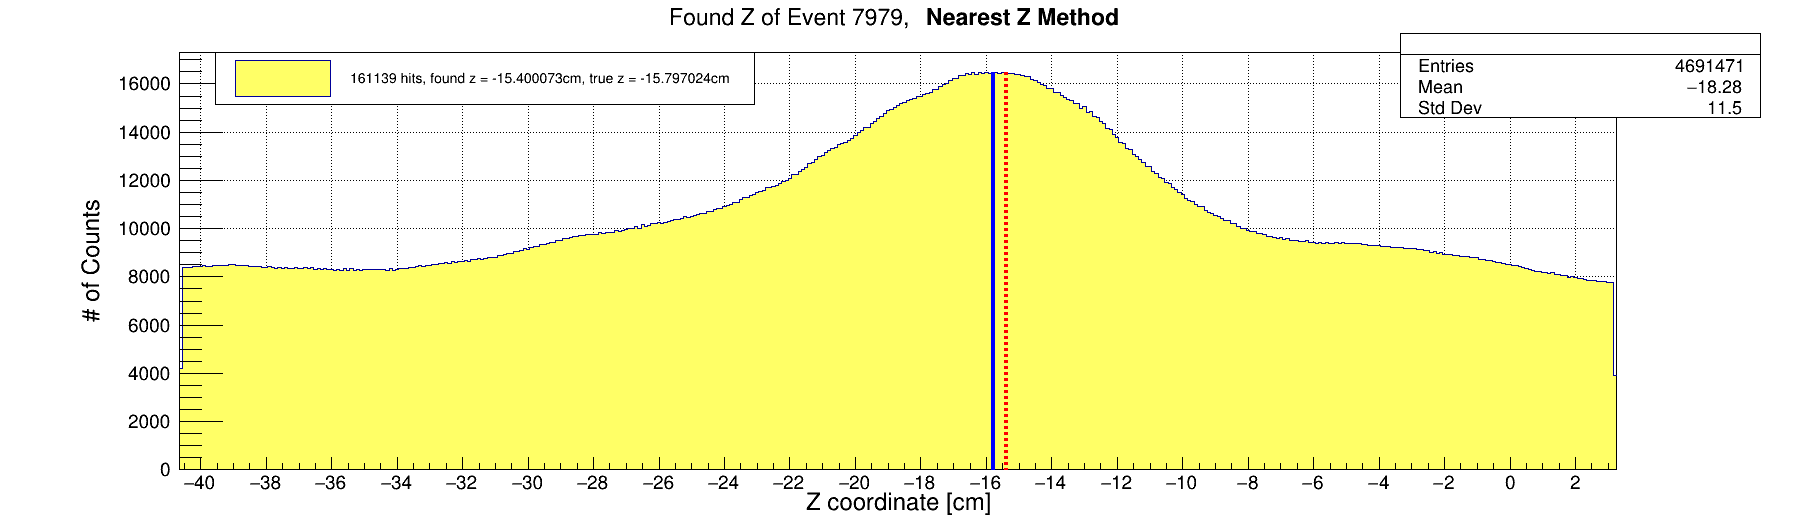 Found Z of Event 7979, Nearest Z Method
161139 hits, found z = -15.400073cm, true z = -15.797024cm
Entries 4691471
Mean −18.28
Std Dev 11.5
# of Counts
16000
14000
12000
10000
8000
6000
4000
2000
0
−40 −38 −36 −34 −32 −30 −28 −26 −24 −22 −20 −18 −16 −14 −12 −10 −8 −6 −4 −2 0 2
Z coordinate [cm]